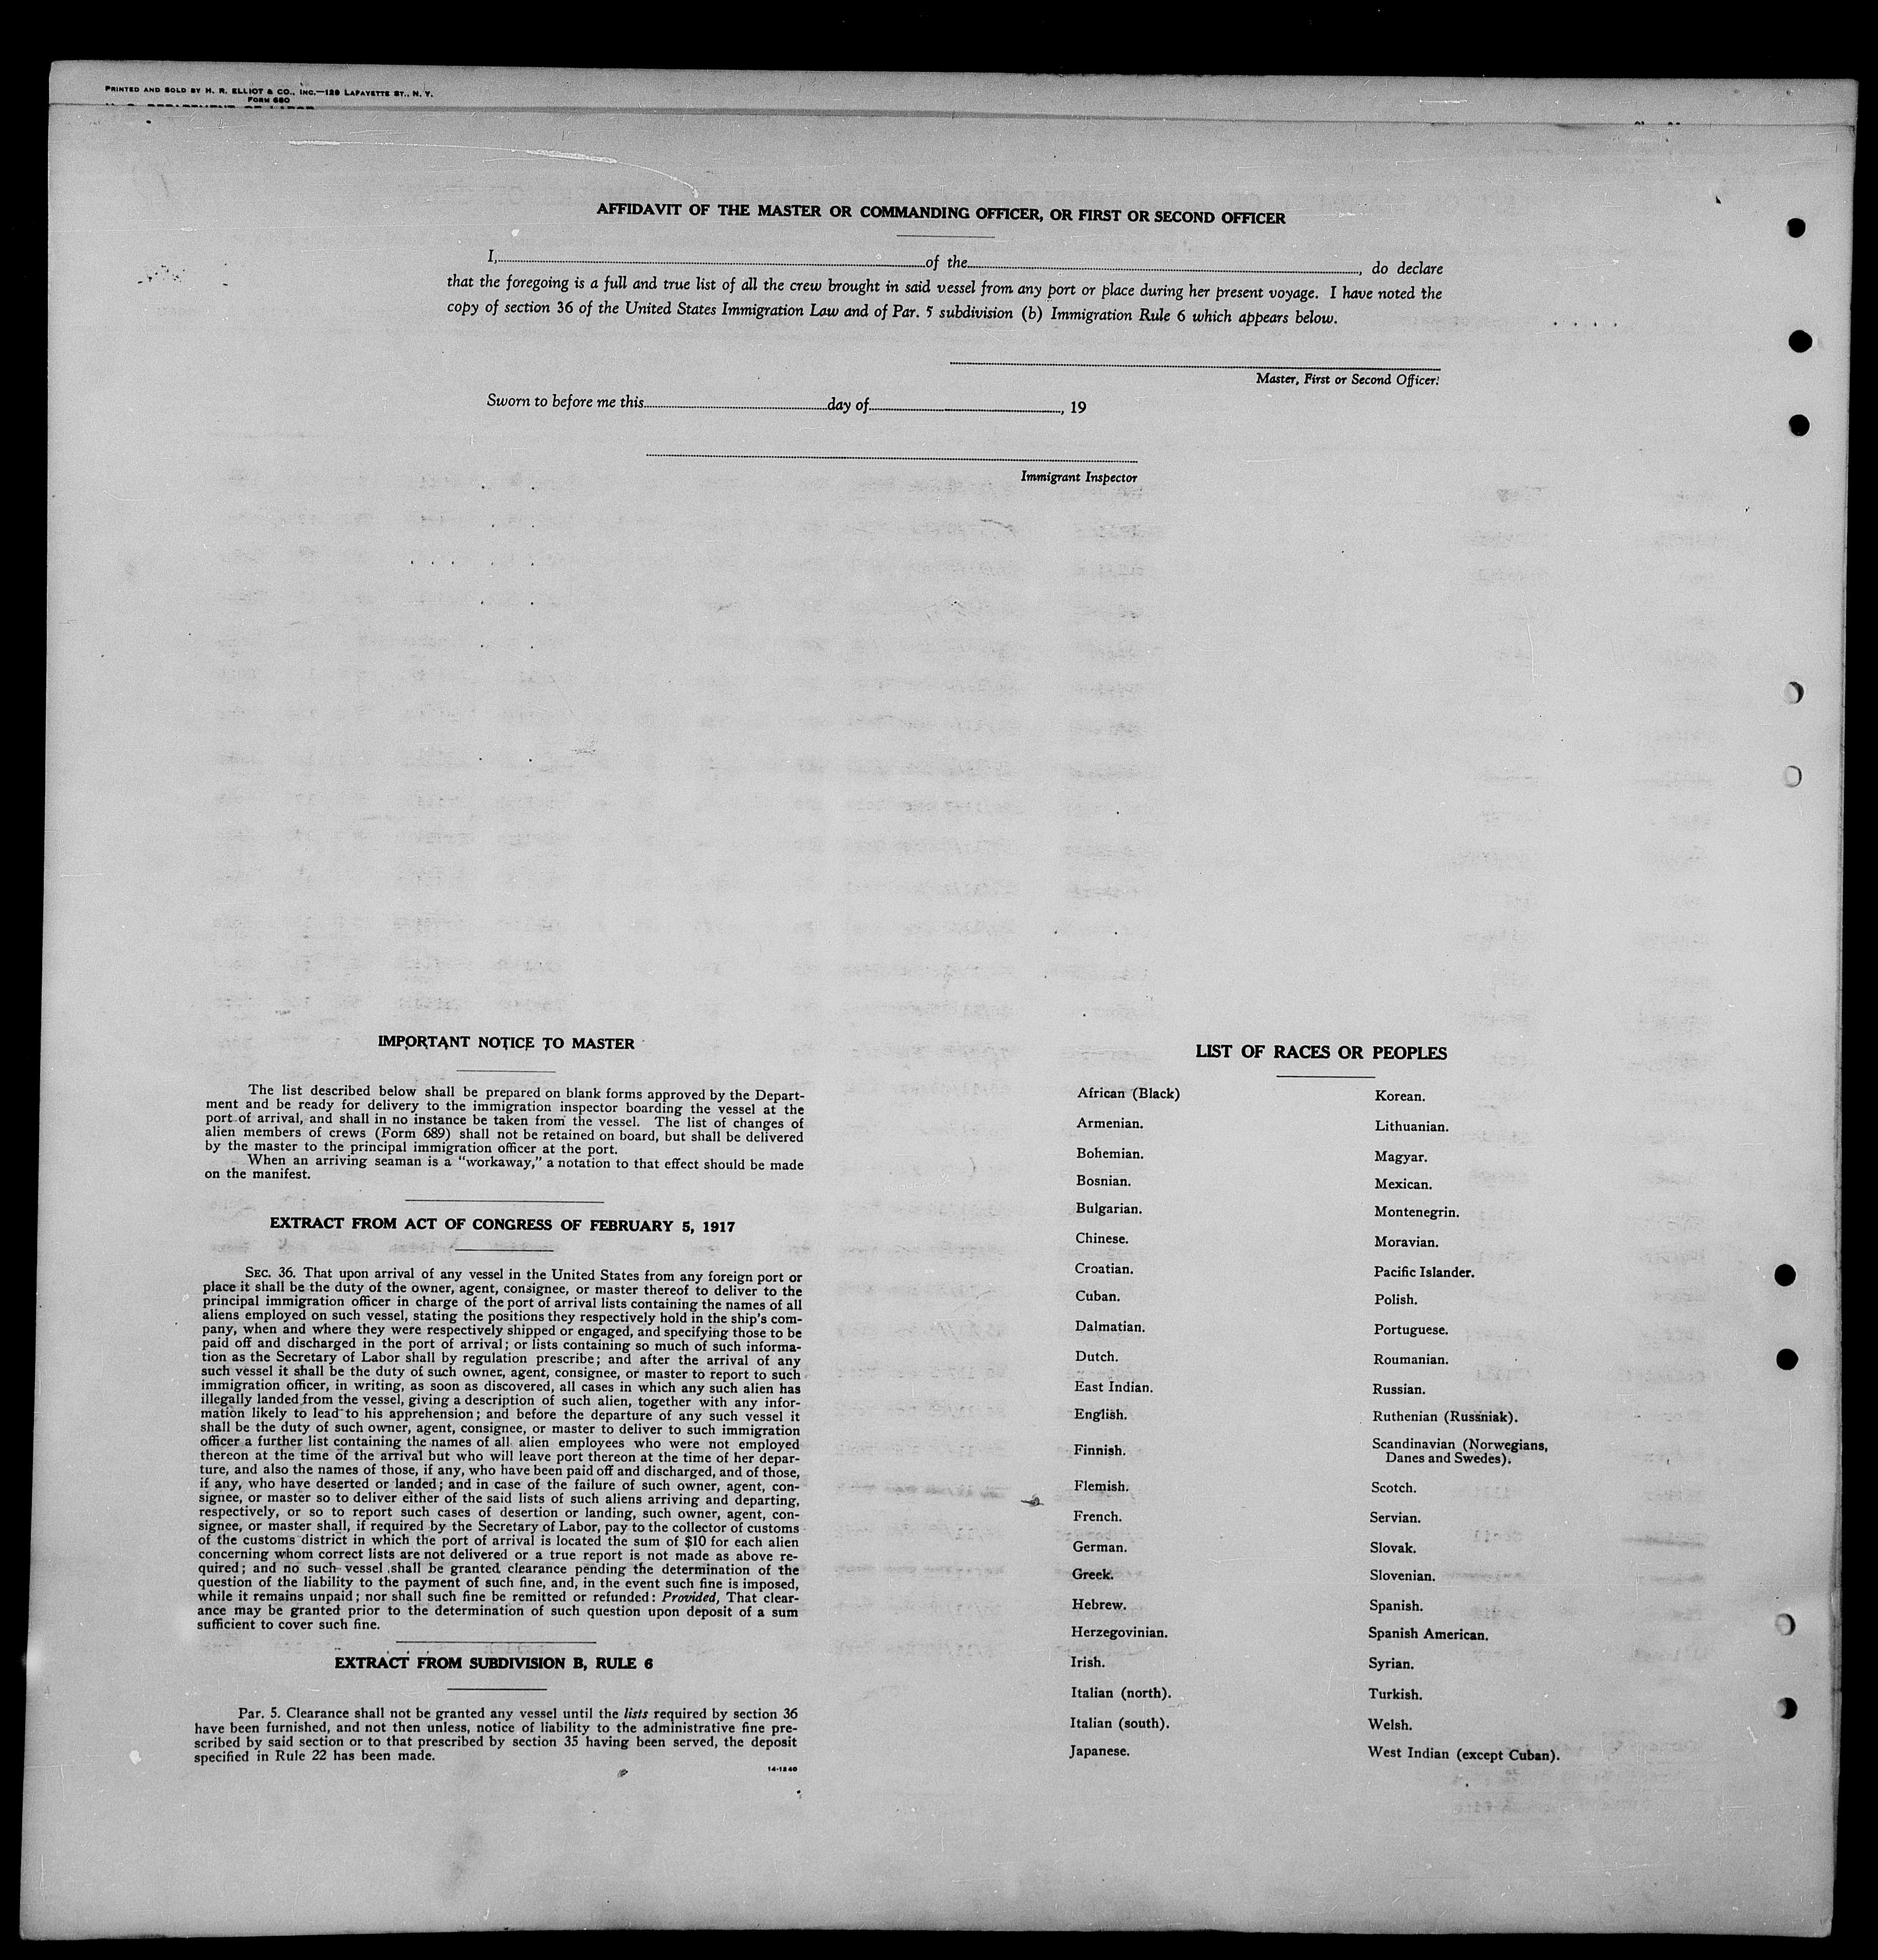 PRINTED AND SOLD BY H. R. ELLIOT & CO., INC.—129 LAFAYETTE ST., N. Y.
FORM 680
AFFIDAVIT OF THE MASTER OR COMMANDING OFFICER, OR FIRST OR SECOND OFFICER
I, of the , do declare
that the foregoing is a full and true list of all the crew brought in said vessel from any port or place during her present voyage. I have noted the
copy of section 36 of the United States Immigration Law and of Par. 5 subdivision (b) Immigration Rule 6 which appears below.
Master, First or Second Officer.
Sworn to before me this day of , 19
Immigrant Inspector
IMPORTANT NOTICE TO MASTER
The list described below shall be prepared on blank forms approved by the Depart-
ment and be ready for delivery to the immigration inspector boarding the vessel at the
port of arrival, and shall in no instance be taken from the vessel. The list of changes of
alien members of crews (Form 689) shall not be retained on board, but shall be delivered
by the master to the principal immigration officer at the port.
When an arriving seaman is a "workaway," a notation to that effect should be made
on the manifest.
EXTRACT FROM ACT OF CONGRESS OF FEBRUARY 5, 1917
SEC. 36. That upon arrival of any vessel in the United States from any foreign port or
place it shall be the duty of the owner, agent, consignee, or master thereof to deliver to the
principal immigration officer in charge of the port of arrival lists containing the names of all
aliens employed on such vessel, stating the positions they respectively hold in the ship's com-
pany, when and where they were respectively shipped or engaged, and specifying those to be
paid off and discharged in the port of arrival; or lists containing so much of such informa-
tion as the Secretary of Labor shall by regulation prescribe; and after the arrival of any
such vessel it shall be the duty of such owner, agent, consignee, or master to report to such
immigration officer, in writing, as soon as discovered, all cases in which any such alien has
illegally landed from the vessel, giving a description of such alien, together with any infor-
mation likely to lead to his apprehension; and before the departure of any such vessel it
shall be the duty of such owner, agent, consignee, or master to deliver to such immigration
officer a further list containing the names of all alien employees who were not employed
thereon at the time of the arrival but who will leave port thereon at the time of her depar-
ture, and also the names of those, if any, who have been paid off and discharged, and of those,
if any, who have deserted or landed; and in case of the failure of such owner, agent, con-
signee, or master so to deliver either of the said lists of such aliens arriving and departing,
respectively, or so to report such cases of desertion or landing, such owner, agent, con-
signee, or master shall, if required by the Secretary of Labor, pay to the collector of customs
of the customs district in which the port of arrival is located the sum of $10 for each alien
concerning whom correct lists are not delivered or a true report is not made as above re-
quired; and no such vessel shall be granted clearance pending the determination of the
question of the liability to the payment of such fine, and, in the event such fine is imposed,
while it remains unpaid; nor shall such fine be remitted or refunded: Provided, That clear-
ance may be granted prior to the determination of such question upon deposit of a sum
sufficient to cover such fine.
EXTRACT FROM SUBDIVISION B, RULE 6
Par. 5. Clearance shall not be granted any vessel until the lists required by section 36
have been furnished, and not then unless, notice of liability to the administrative fine pre-
scribed by said section or to that prescribed by section 35 having been served, the deposit
specified in Rule 22 has been made.
14-1240
LIST OF RACES OR PEOPLES
African (Black)
Armenian.
Bohemian.
Bosnian.
Bulgarian.
Chinese.
Croatian.
Cuban.
Dalmatian.
Dutch.
East Indian.
English.
Finnish.
Flemish.
French.
German.
Greek.
Hebrew.
Herzegovinian.
Irish.
Italian (north).
Italian (south).
Japanese.
Korean.
Lithuanian.
Magyar.
Mexican.
Montenegrin.
Moravian.
Pacific Islander.
Polish.
Portuguese.
Roumanian.
Russian.
Ruthenian (Russniak).
Scandinavian (Norwegians,
Danes and Swedes).
Scotch.
Servian.
Slovak.
Slovenian.
Spanish.
Spanish American.
Syrian.
Turkish.
Welsh.
West Indian (except Cuban).